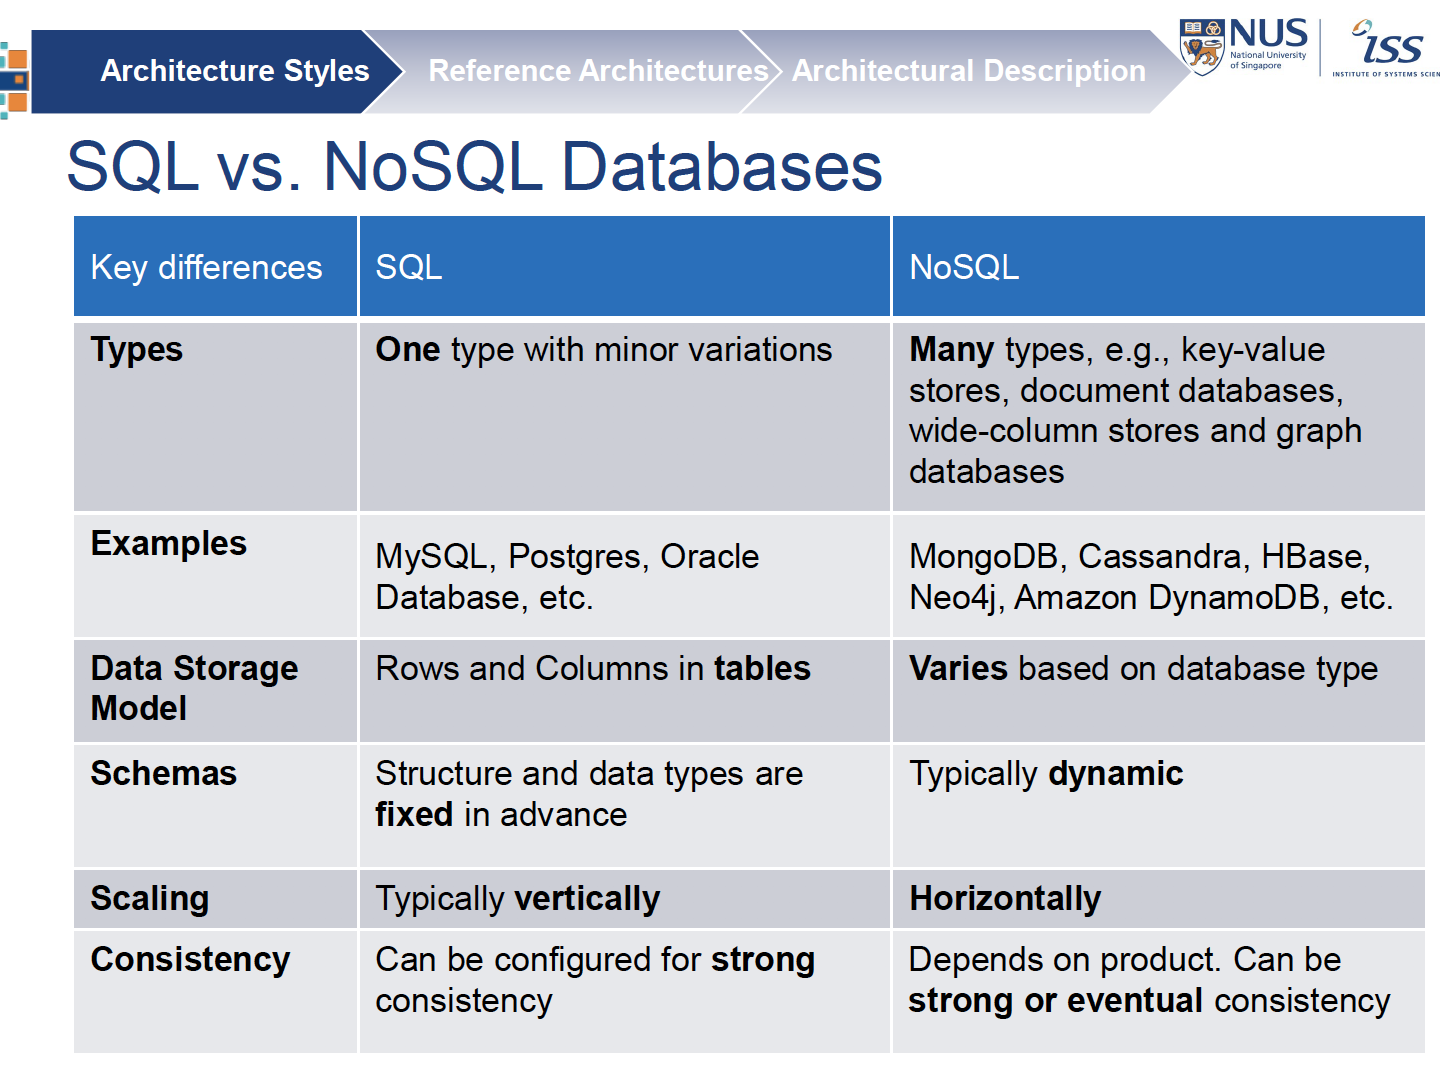 Architecture Styles
Reference Architectures
Architectural Description
NUS
National University
of Singapore
iss
INSTITUTE OF SYSTEMS SCIEN
SQL vs. NoSQL Databases
Key differences
SQL
NoSQL
Types
One type with minor variations
Many types, e.g., key-value
stores, document databases,
wide-column stores and graph
databases
Examples
MySQL, Postgres, Oracle
Database, etc.
MongoDB, Cassandra, HBase,
Neo4j, Amazon DynamoDB, etc.
Data Storage
Model
Rows and Columns in tables
Varies based on database type
Schemas
Structure and data types are
fixed in advance
Typically dynamic
Scaling
Typically vertically
Horizontally
Consistency
Can be configured for strong
consistency
Depends on product. Can be
strong or eventual consistency